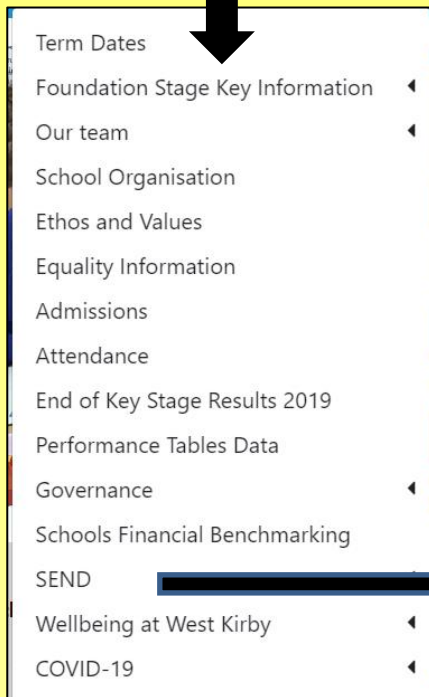 Term Dates
Foundation Stage Key Information
Our team
School Organisation
Ethos and Values
Equality Information
Admissions
Attendance
End of Key Stage Results 2019
Performance Tables Data
Governance
Schools Financial Benchmarking
SEND
Wellbeing at West Kirby
COVID-19